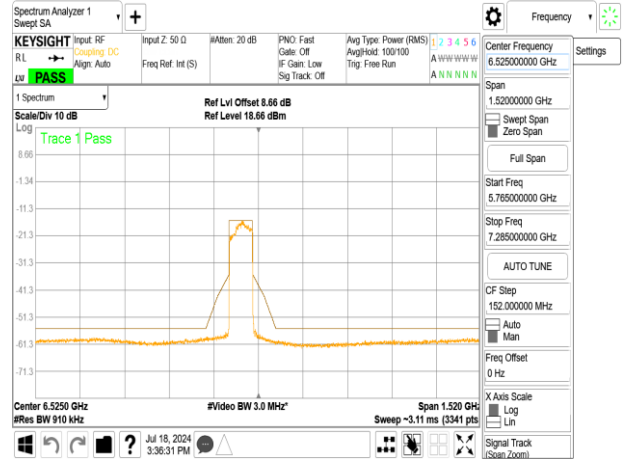 Spectrum Analyzer 1
Swept SA
Frequency
KEYSIGHT
Input: RF
Coupling: DC
Align: Auto
Input Z: 50 Ω
Freq Ref: Int (S)
#Atten: 20 dB
PNO: Fast
Gate: Off
IF Gain: Low
Sig Track: Off
Avg Type: Power (RMS)
Avg|Hold: 100/100
Trig: Free Run
1 2 3 4 5 6
A W W W W W
A N N N N N
RL
LW PASS
1 Spectrum
Scale/Div 10 dB
Ref Lvl Offset 8.66 dB
Ref Level 18.66 dBm
Log
Trace 1 Pass
8.66
-1.34
-11.3
-21.3
-31.3
-41.3
-51.3
-61.3
-71.3
Center 6.5250 GHz
#Res BW 910 kHz
#Video BW 3.0 MHz*
Span 1.520 GHz
Sweep ~3.11 ms (3341 pts
Jul 18, 2024
3:36:31 PM
Settings
Center Frequency
6.525000000 GHz
Span
1.52000000 GHz
Swept Span
Zero Span
Full Span
Start Freq
5.765000000 GHz
Stop Freq
7.285000000 GHz
AUTO TUNE
CF Step
152.000000 MHz
Auto
Man
Freq Offset
0 Hz
X Axis Scale
Log
Lin
Signal Track
(Span Zoom)